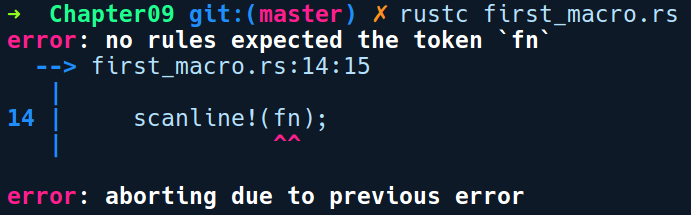 → Chapter09 git:(master) ✗ rustc first_macro.rs
error: no rules expected the token `fn`
  --> first_macro.rs:14:15
   |
14 |     scanline!(fn);
   |               ^^

error: aborting due to previous error